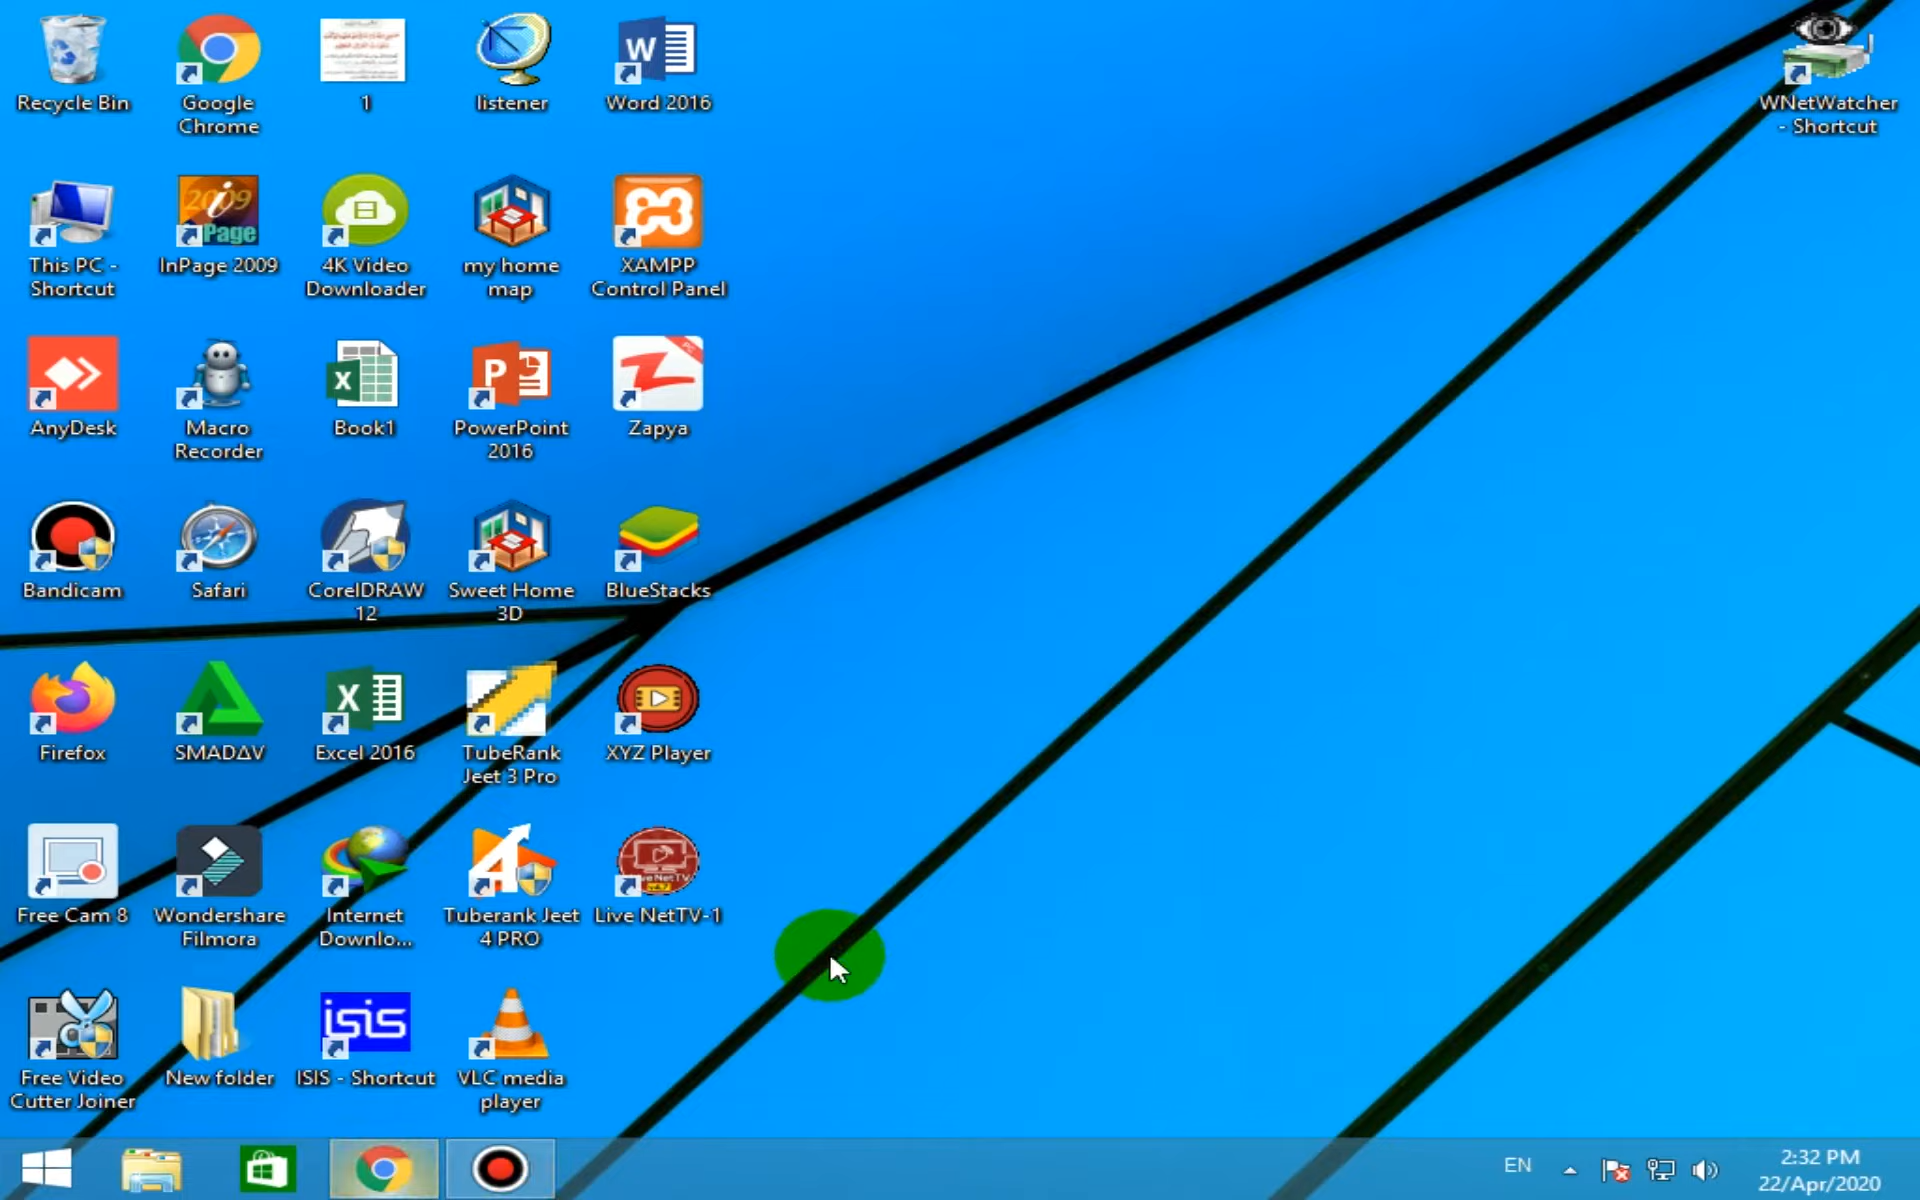 Recycle Bin
Google
Chrome
1
listener
Word 2016
WNetWatcher
- Shortcut
This PC -
Shortcut
InPage 2009
4K Video
Downloader
my home
map
XAMPP
Control Panel
AnyDesk
Macro
Recorder
Book1
PowerPoint
2016
Zapya
Bandicam
Safari
CorelDRAW
12
Sweet Home
3D
BlueStacks
Firefox
SMAD∆V
Excel 2016
TubeRank
Jeet 3 Pro
XYZ Player
Free Cam 8
Wondershare
Filmora
Internet
Downlo...
Tuberank Jeet
4 PRO
Live NetTV-1
Free Video
Cutter Joiner
New folder
isis
ISIS - Shortcut
VLC media
player
EN
2:32 PM
22/Apr/2020